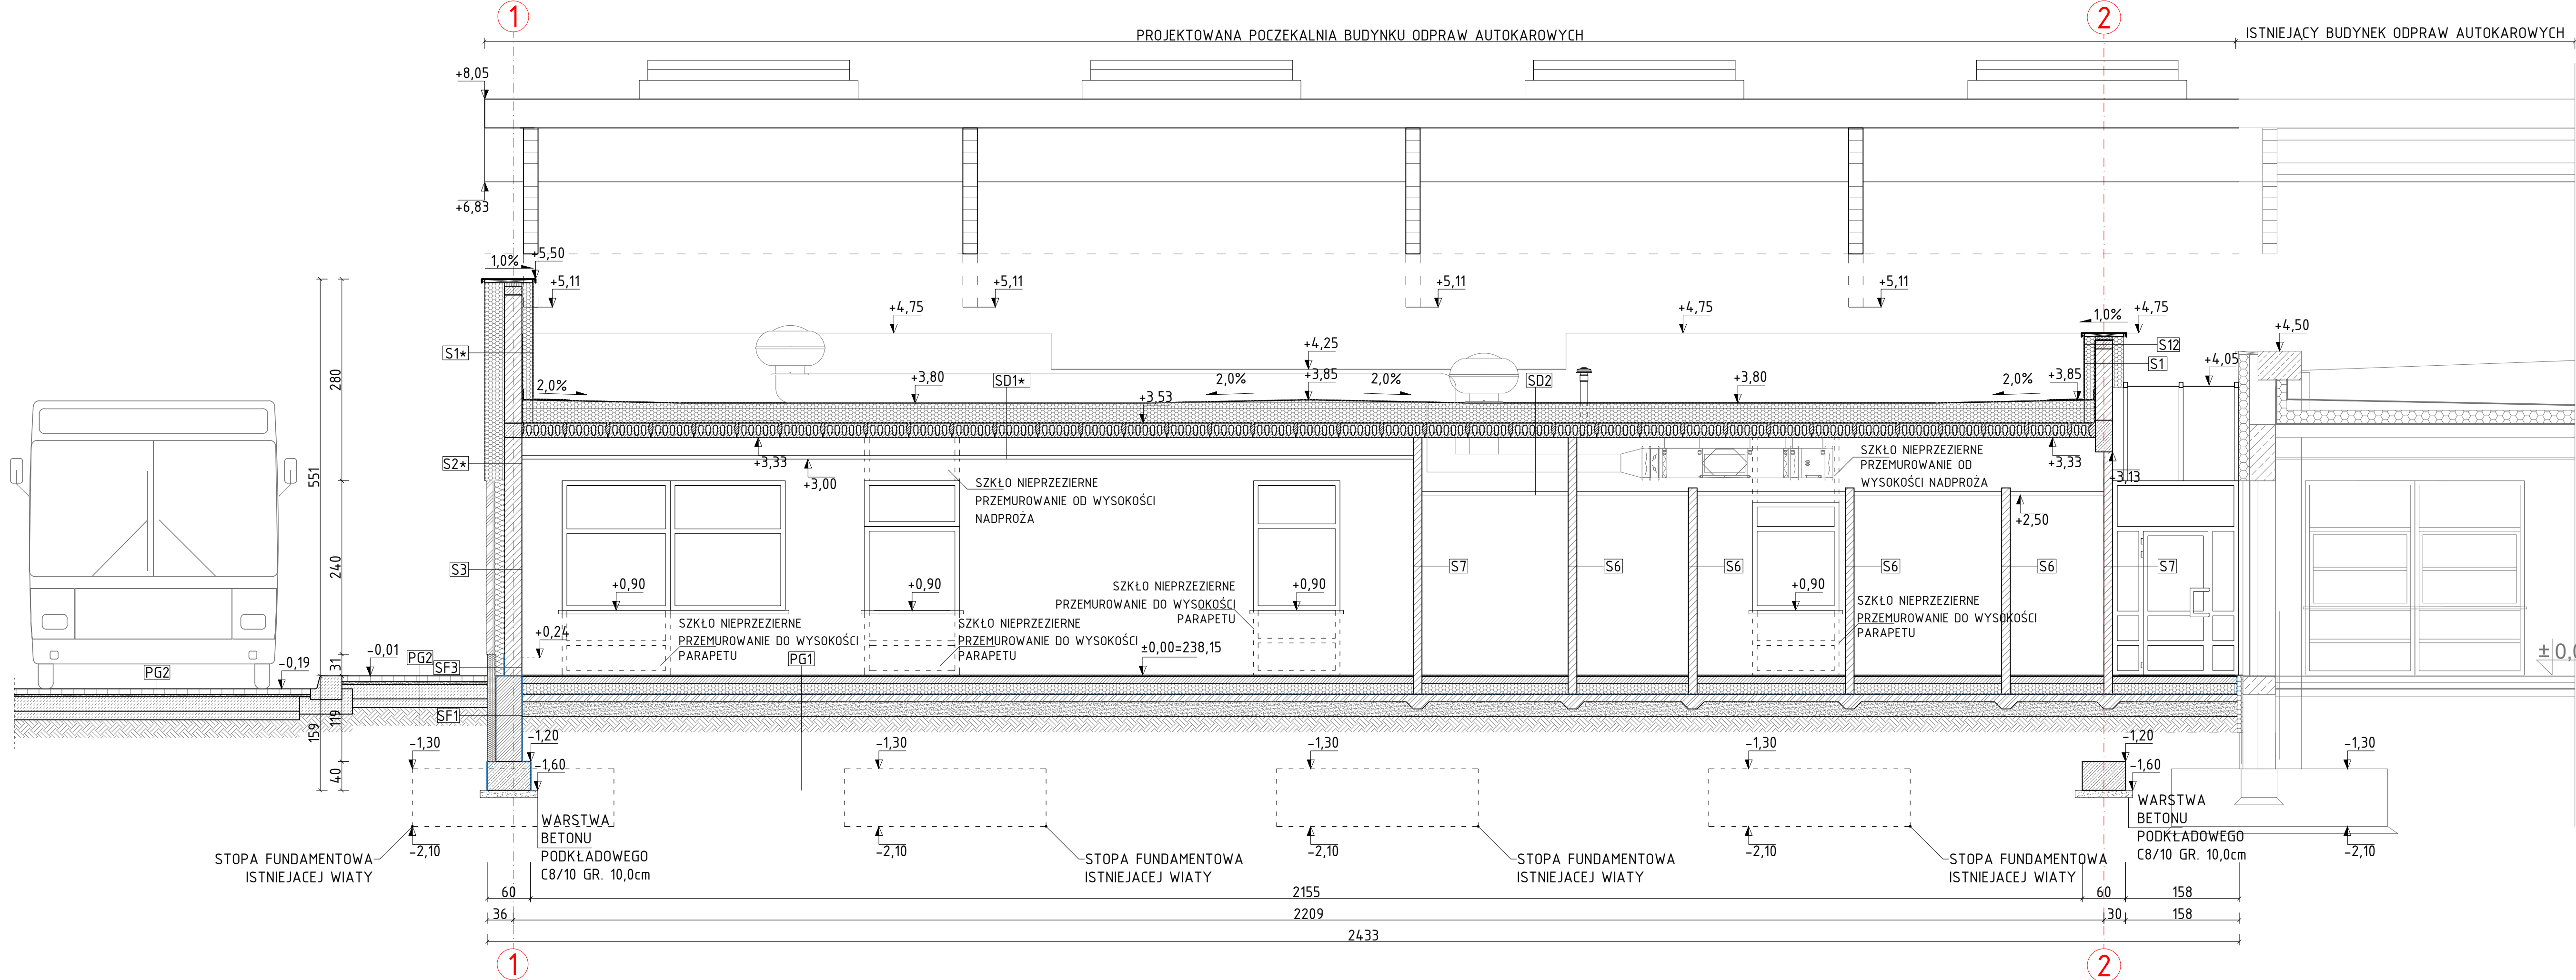 1
2
PROJEKTOWANA POCZEKALNIA BUDYNKU ODPRAW AUTOKAROWYCH
ISTNIEJĄCY BUDYNEK ODPRAW AUTOKAROWYCH
+8,05
+6,83
1,0%
+5,50
+5,11
+5,11
+5,11
+5,11
+4,75
+4,75
1,0%
+4,75
+4,50
+4,25
S12
S1
+4,05
S1*
2,0%
+3,80
SD1*
2,0%
+3,85
2,0%
SD2
+3,80
2,0%
+3,85
+3,53
280
551
S2*
+3,33
+3,00
SZKŁO NIEPRZEZIERNE
PRZEMUROWANIE OD WYSOKOŚCI
NADPROŻA
SZKŁO NIEPRZEZIERNE
PRZEMUROWANIE OD
WYSOKOŚCI NADPROŻA
+3,33
+3,13
+2,50
240
S3
S7
S6
S6
S6
S6
S7
+0,90
+0,90
+0,90
+0,90
SZKŁO NIEPRZEZIERNE
PRZEMUROWANIE DO WYSOKOŚCI
PARAPETU
SZKŁO NIEPRZEZIERNE
PRZEMUROWANIE DO WYSOKOŚCI
PARAPETU
SZKŁO NIEPRZEZIERNE
PRZEMUROWANIE DO WYSOKOŚCI
PARAPETU
SZKŁO NIEPRZEZIERNE
PRZEMUROWANIE DO WYSOKOŚCI
PARAPETU
+0,24
±0,00=238,15
PG2
-0,19
-0,01
PG2
31
SF3
PG1
SF1
159
119
40
-1,30
-1,20
-1,60
-1,30
-1,30
-1,30
-1,20
-1,60
-1,30
-2,10
-2,10
-2,10
-2,10
-2,10
STOPA FUNDAMENTOWA
ISTNIEJACEJ WIATY
WARSTWA
BETONU
PODKŁADOWEGO
C8/10 GR. 10,0cm
STOPA FUNDAMENTOWA
ISTNIEJACEJ WIATY
STOPA FUNDAMENTOWA
ISTNIEJACEJ WIATY
STOPA FUNDAMENTOWA
ISTNIEJACEJ WIATY
WARSTWA
BETONU
PODKŁADOWEGO
C8/10 GR. 10,0cm
60
2155
60
158
36
2209
30
158
2433
1
2